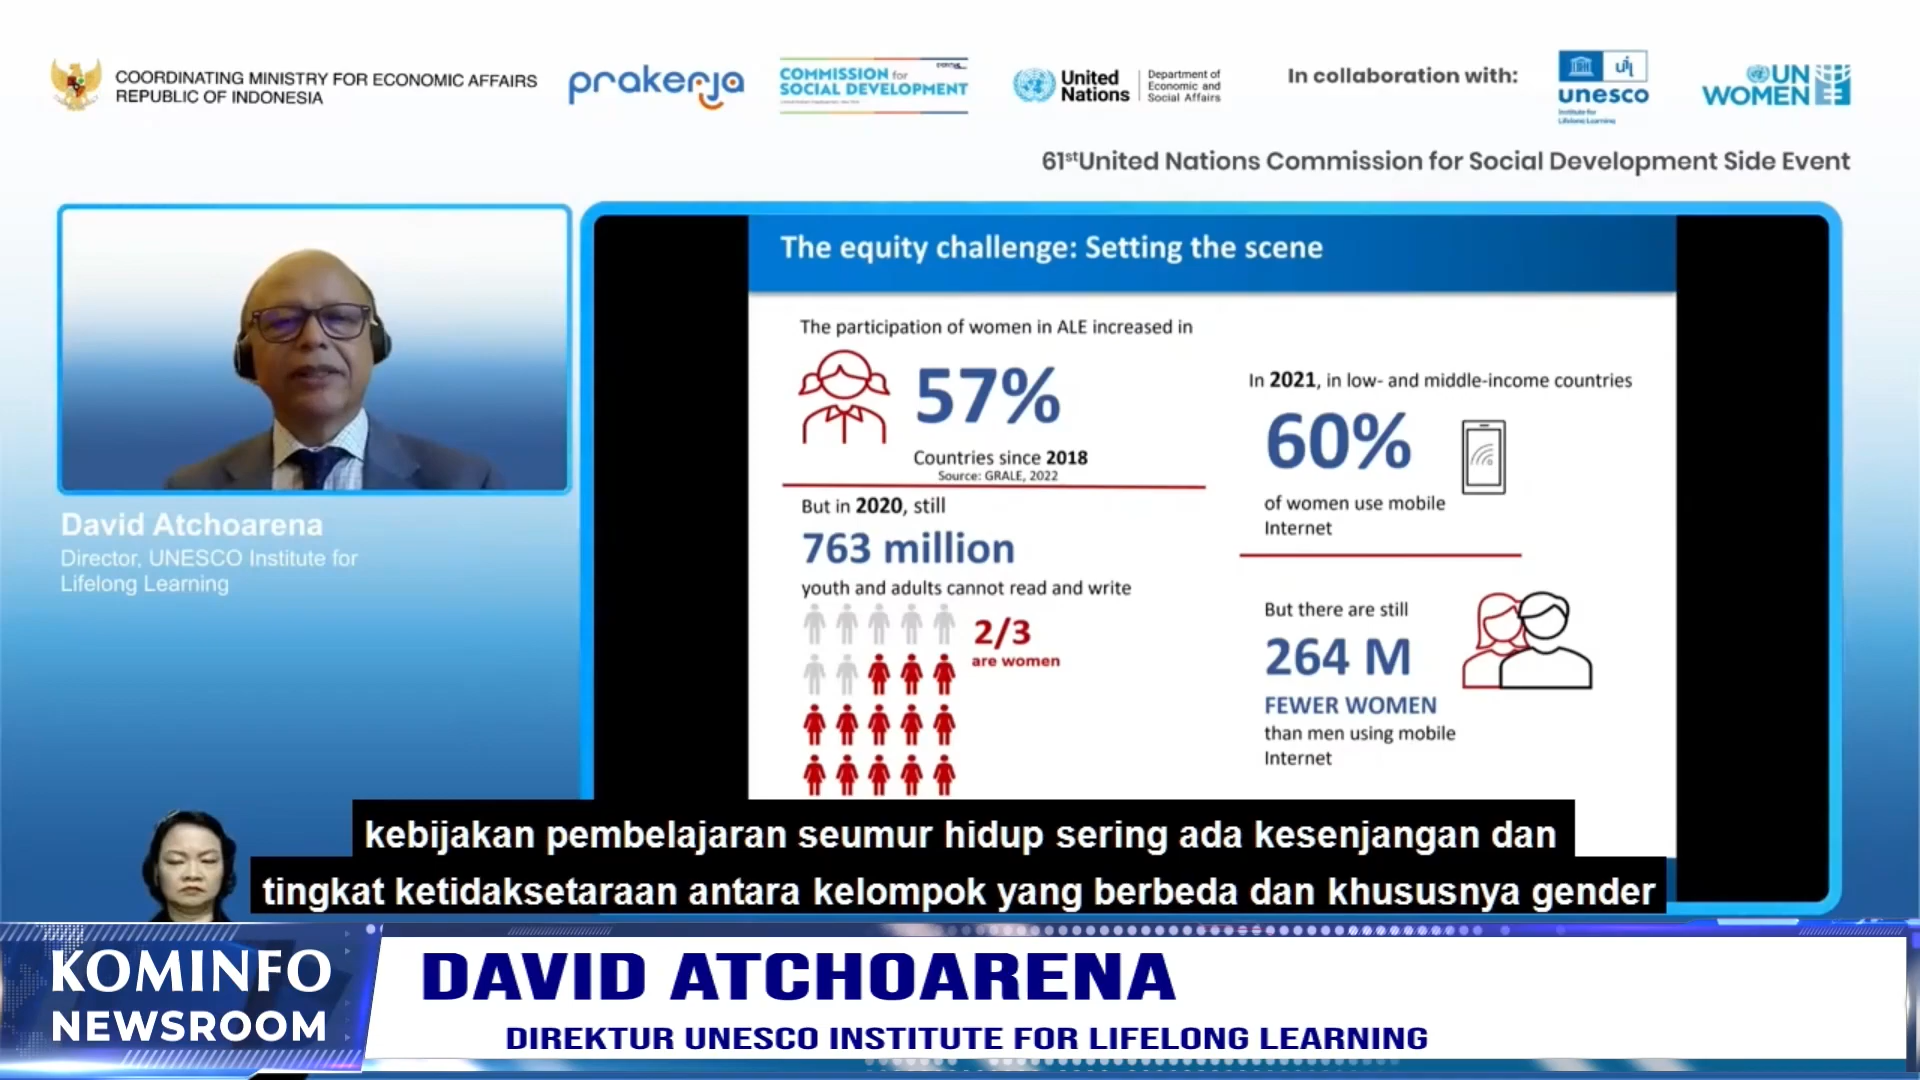 COORDINATING MINISTRY FOR ECONOMIC AFFAIRS
REPUBLIC OF INDONESIA
prakerja
COMMISSION for
SOCIAL DEVELOPMENT
United
Nations
Department of
Economic and
Social Affairs
In collaboration with:
uil
unesco
Institute for
Lifelong Learning
UN
WOMEN
61stUnited Nations Commission for Social Development Side Event
The equity challenge: Setting the scene
The participation of women in ALE increased in
57%
Countries since 2018
Source: GRALE, 2022
But in 2020, still
763 million
youth and adults cannot read and write
2/3
are women
In 2021, in low- and middle-income countries
60%
of women use mobile
Internet
But there are still
264 M
FEWER WOMEN
than men using mobile
Internet
David Atchoarena
Director, UNESCO Institute for
Lifelong Learning
kebijakan pembelajaran seumur hidup sering ada kesenjangan dan
tingkat ketidaksetaraan antara kelompok yang berbeda dan khususnya gender
KOMINFO
NEWSROOM
DAVID ATCHOARENA
DIREKTUR UNESCO INSTITUTE FOR LIFELONG LEARNING